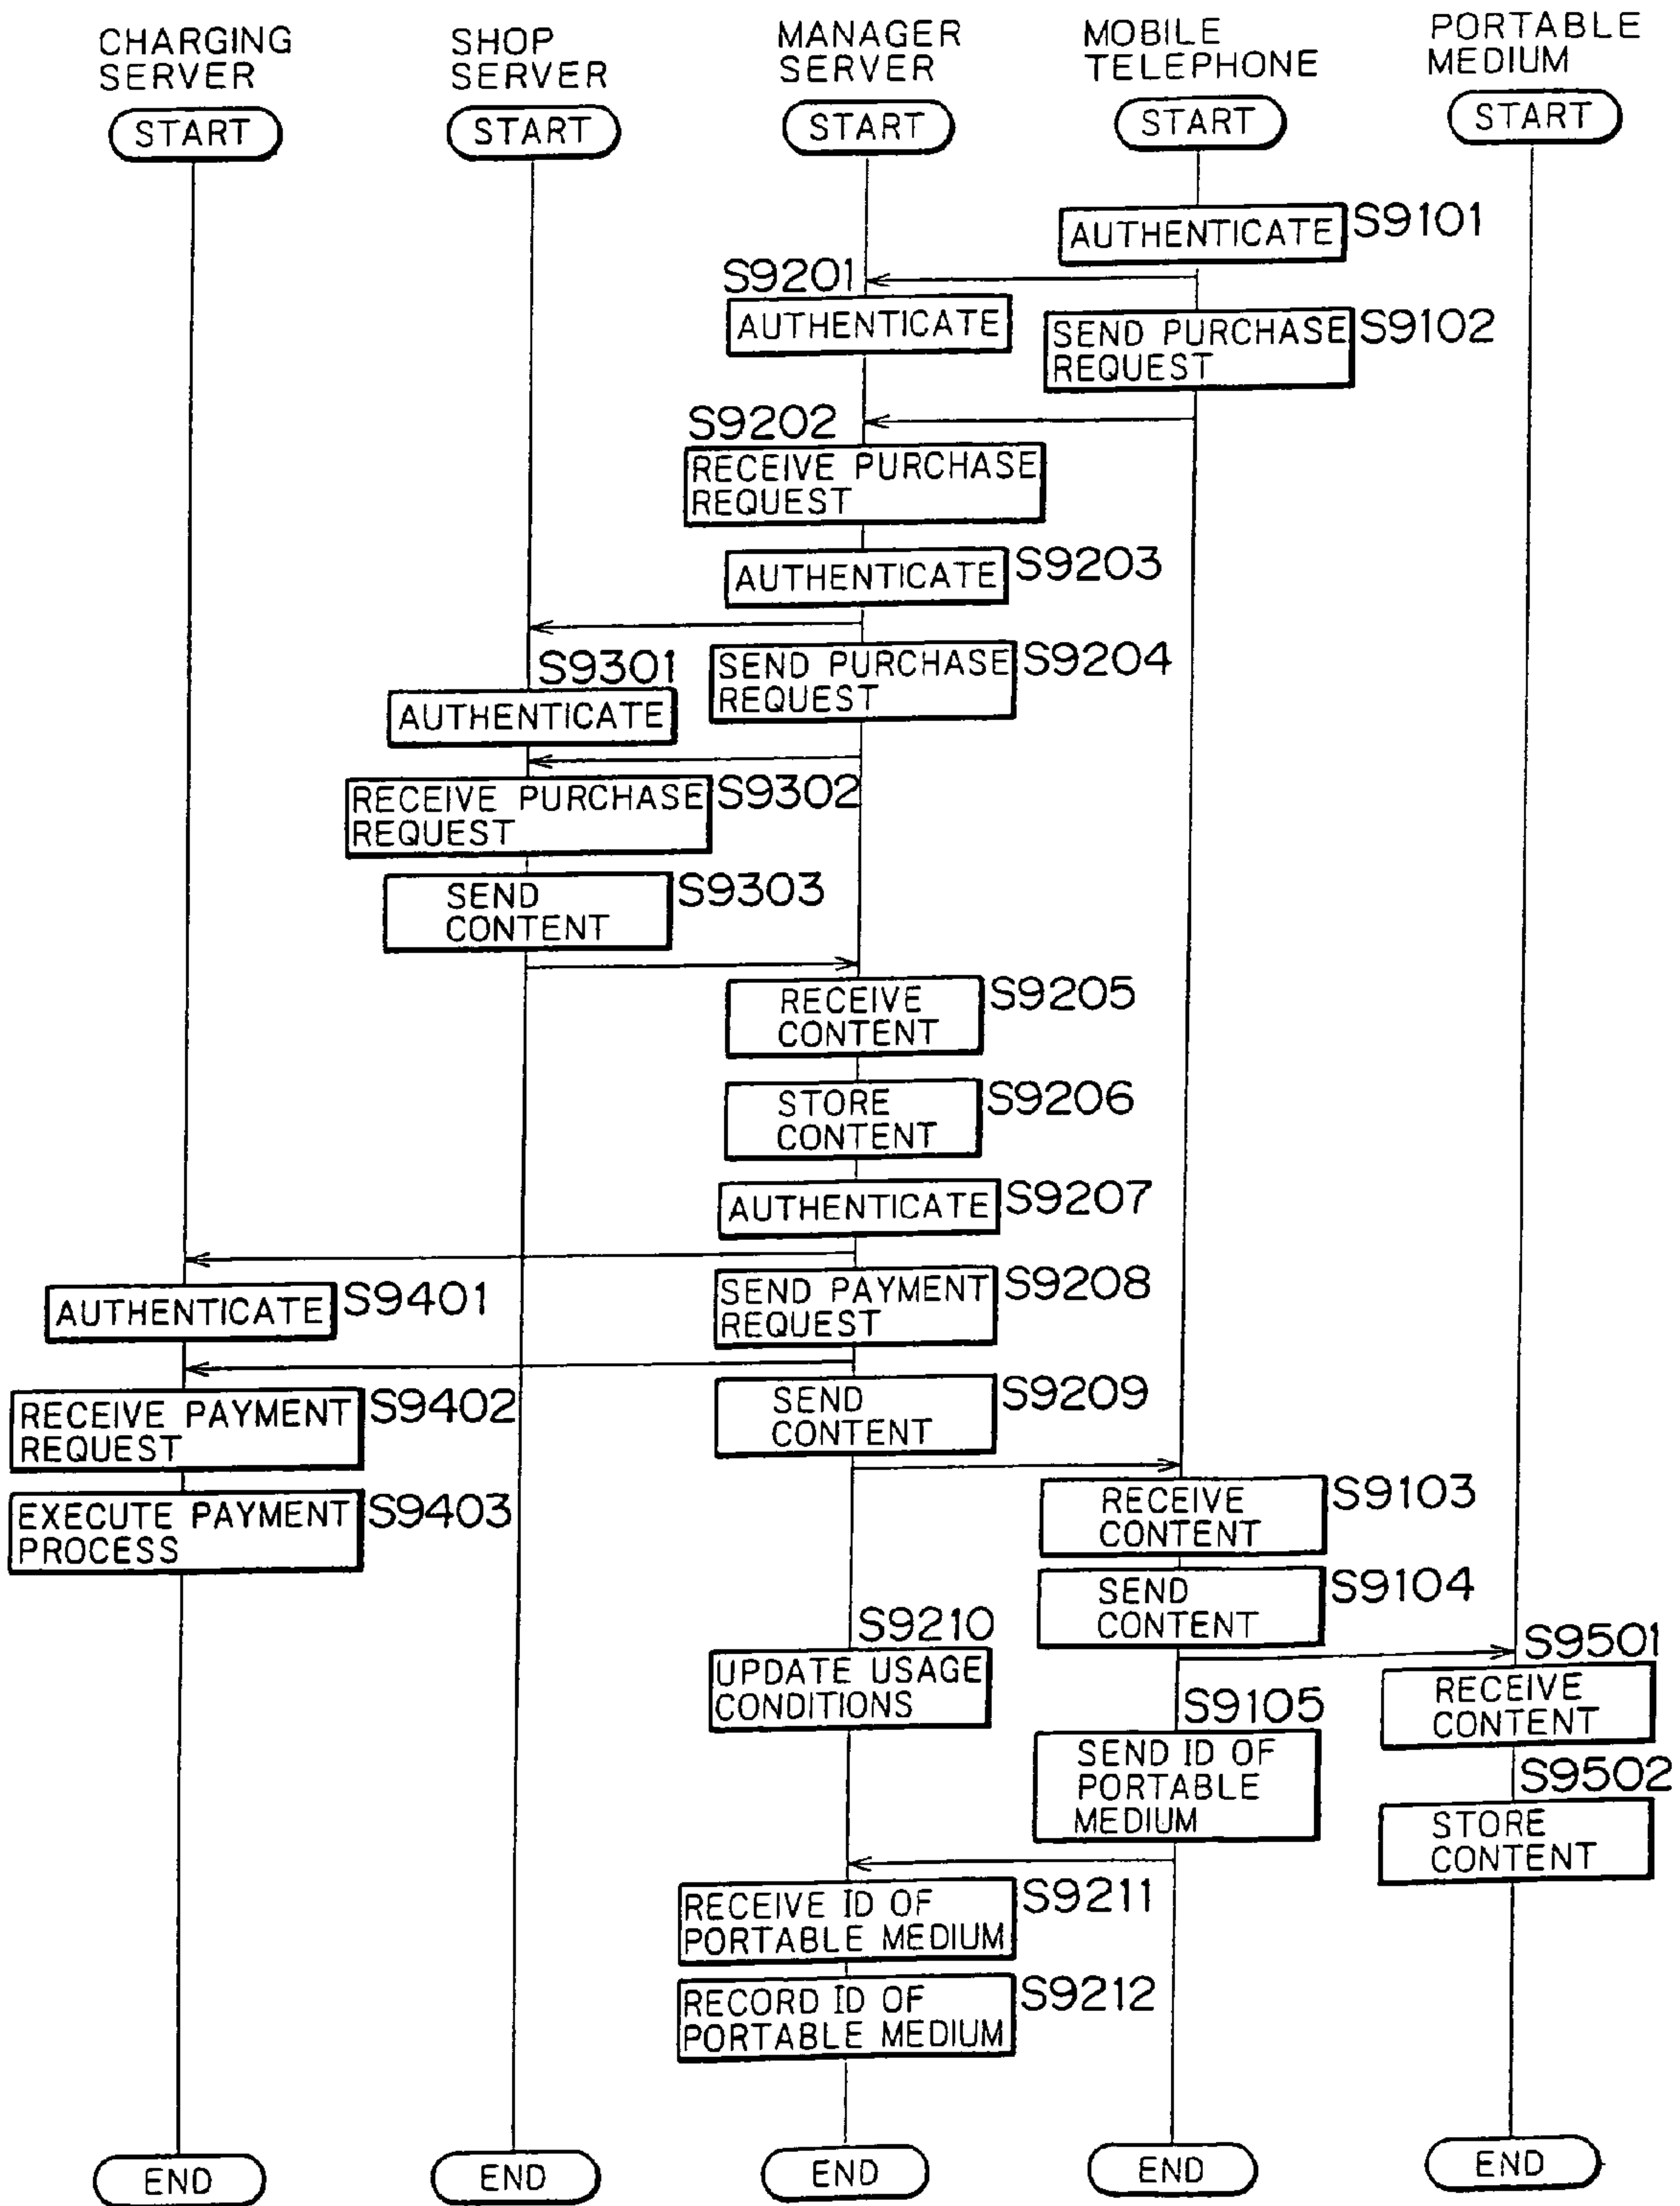 CHARGING
SERVER
SHOP
SERVER
MANAGER
SERVER
MOBILE
TELEPHONE
PORTABLE
MEDIUM
START
START
START
START
START
AUTHENTICATE
S9101
S9201
AUTHENTICATE
SEND PURCHASE
REQUEST
S9102
S9202
RECEIVE PURCHASE
REQUEST
AUTHENTICATE
S9203
S9301
AUTHENTICATE
SEND PURCHASE
REQUEST
S9204
RECEIVE PURCHASE
REQUEST
S9302
SEND
CONTENT
S9303
RECEIVE
CONTENT
S9205
STORE
CONTENT
S9206
AUTHENTICATE
S9207
AUTHENTICATE
S9401
SEND PAYMENT
REQUEST
S9208
RECEIVE PAYMENT
REQUEST
S9402
SEND
CONTENT
S9209
EXECUTE PAYMENT
PROCESS
S9403
RECEIVE
CONTENT
S9103
SEND
CONTENT
S9104
S9210
UPDATE USAGE
CONDITIONS
S9501
RECEIVE
CONTENT
S9105
SEND ID OF
PORTABLE
MEDIUM
S9502
STORE
CONTENT
RECEIVE ID OF
PORTABLE MEDIUM
S9211
RECORD ID OF
PORTABLE MEDIUM
S9212
END
END
END
END
END